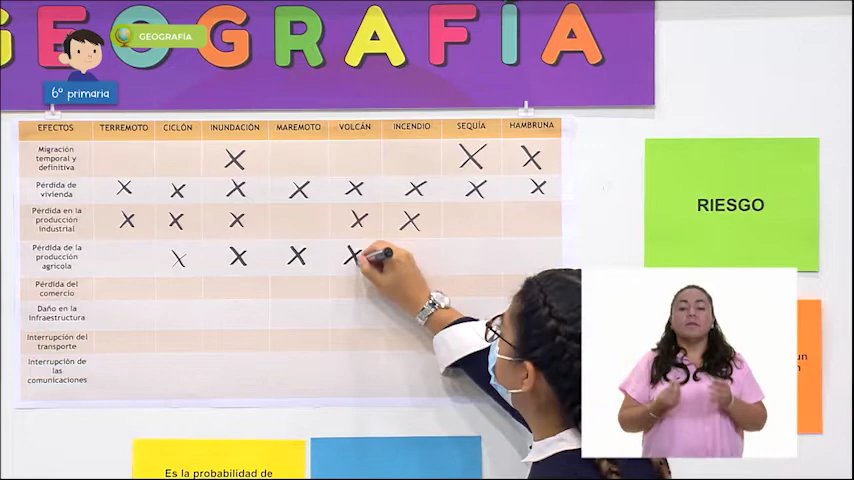 GEOGRAFÍA
GEOGRAFÍA
6º primaria
EFECTOS TERREMOTO CICLÓN INUNDACIÓN MAREMOTO VOLCÁN INCENDIO SEQUÍA HAMBRUNA
Migración
temporal y
definitiva. X X X
Pérdida de
vivienda X X X X X X X X
Pérdida en la
producción
industrial X X X X X
Pérdida de la
producción
agrícola X X X X
Pérdida del
comercio
Daño en la
infraestructura
Interrupción del
transporte
Interrupción de
las
comunicaciones
RIESGO
un
n
Es la probabilidad de